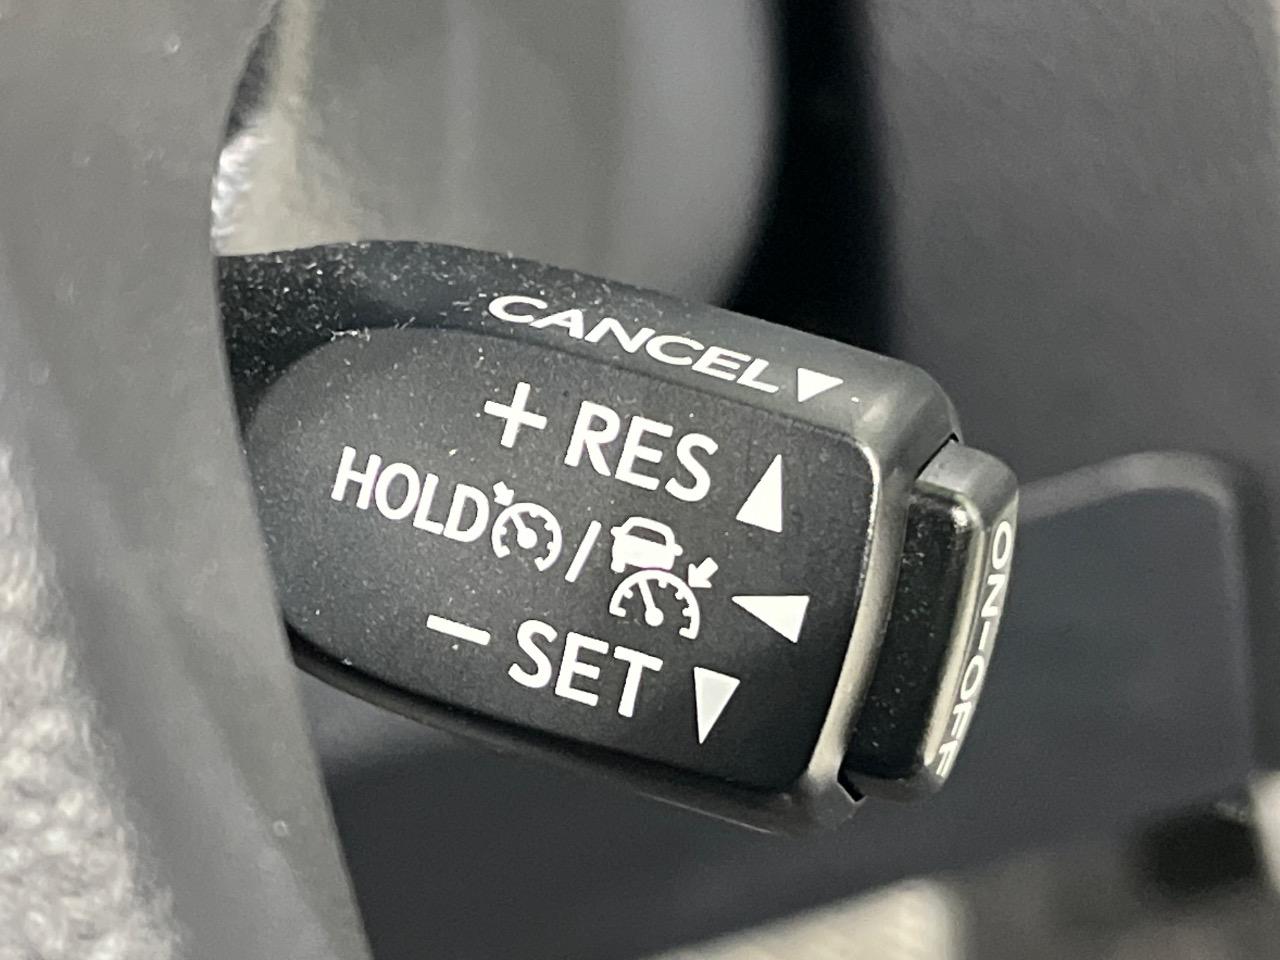 CANCEL▼
+ RES ▲
HOLD / ◀
− SET ▼
ON-OFF